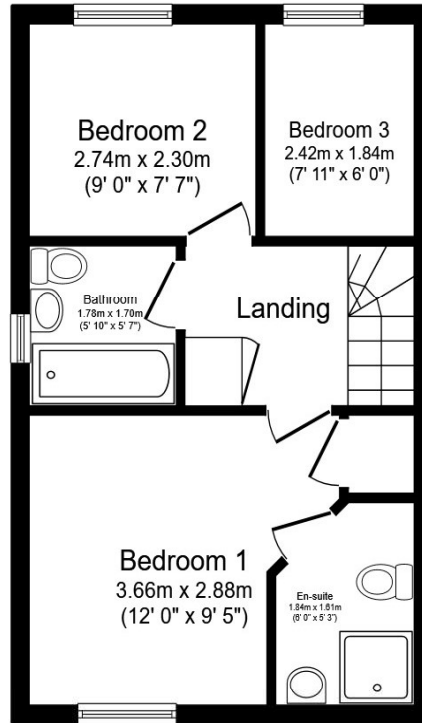 Bedroom 2
2.74m x 2.30m
(9' 0" x 7' 7")
Bedroom 3
2.42m x 1.84m
(7' 11" x 6' 0")
Bathroom
1.78m x 1.70m
(5' 10" x 5' 7")
Landing
Bedroom 1
3.66m x 2.88m
(12' 0" x 9' 5")
En-suite
1.84m x 1.61m
(6' 0" x 5' 3")